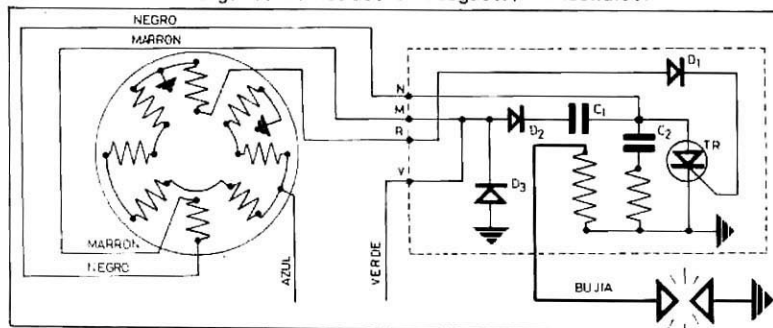 NEGRO
MARRON
N
M
R
V
D1
D2
C1
C2
TR
D3
MARRON
NEGRO
AZUL
VERDE
BUJIA